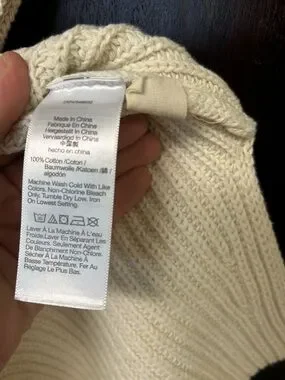 Made In China
Fabriqué En Chine
Hergestellt In China
Vervaardigd In China
中国製
hecho en china
100% Cotton /Coton /
Baumwolle /Katoen /綿 /
algodón
Machine Wash Cold With Like
Colors. Non-Chlorine Bleach
Only. Tumble Dry Low. Iron
On Lowest Setting.
Laver À La Machine À L'eau
Froide. Laver En Séparant Les
Couleurs. Seulement Agent
De Blanchiment Non-Chloré.
Sécher À La Machine À
Basse Température. Fer Au
Réglage Le Plus Bas.